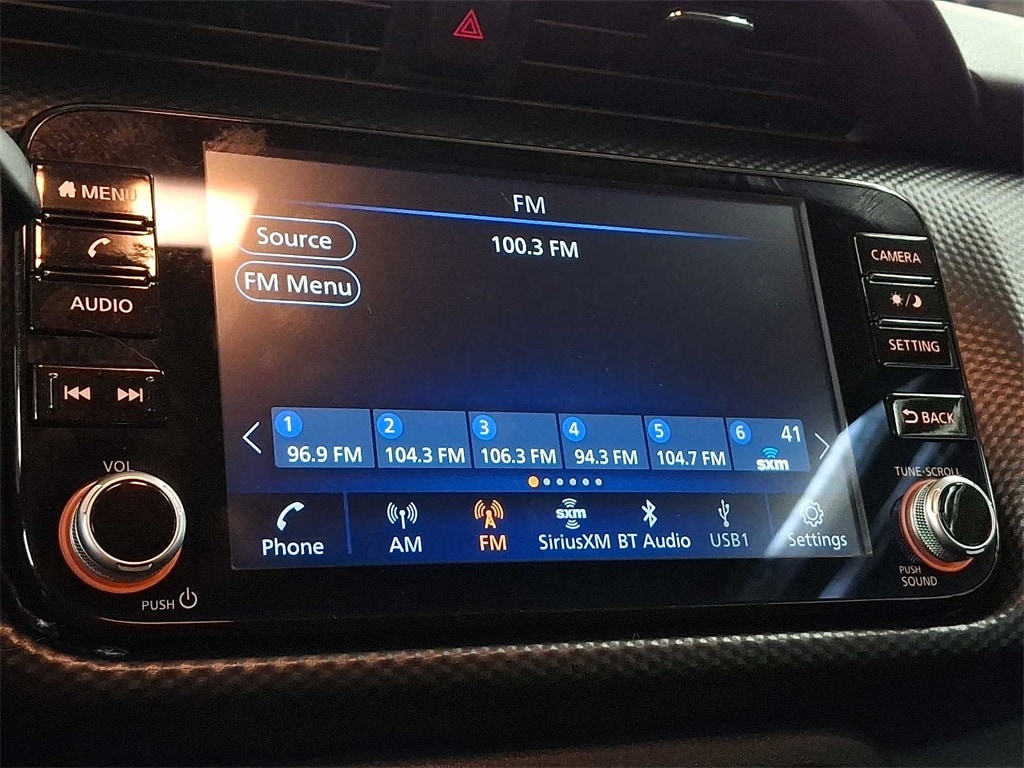 MENU
AUDIO
VOL
PUSH
FM
100.3 FM
Source
FM Menu
1
96.9 FM
2
104.3 FM
3
106.3 FM
4
94.3 FM
5
104.7 FM
6
41
sxm
Phone
AM
FM
sxm
SiriusXM
BT Audio
USB1
Settings
CAMERA
SETTING
BACK
TUNE·SCROLL
PUSH
SOUND